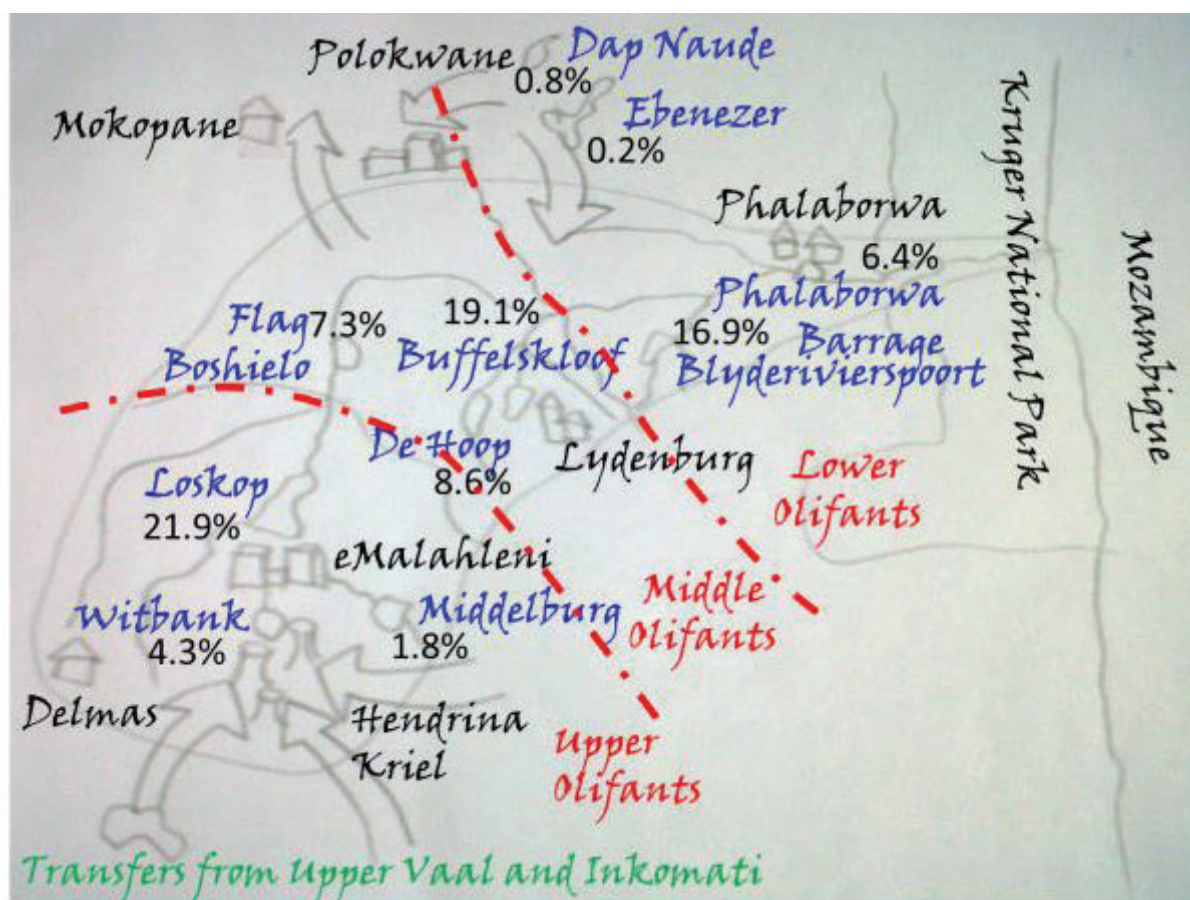 Polokwane
Dap Naude
0.8%
Mokopane
Ebenezer
0.2%
Kruger National Park
Mozambique
Phalaborwa
6.4%
Flag 7.3%
Boshielo
19.1%
Buffelskloof
Phalaborwa
16.9% Barrage
Blyderivierspoort
De Hoop
8.6%
Lydenburg
Lower
Olifants
Loskop
21.9%
eMalahleni
Middle
Olifants
Witbank
4.3%
Middelburg
1.8%
Delmas
Hendrina
Kriel
Upper
Olifants
Transfers from Upper Vaal and Inkomati